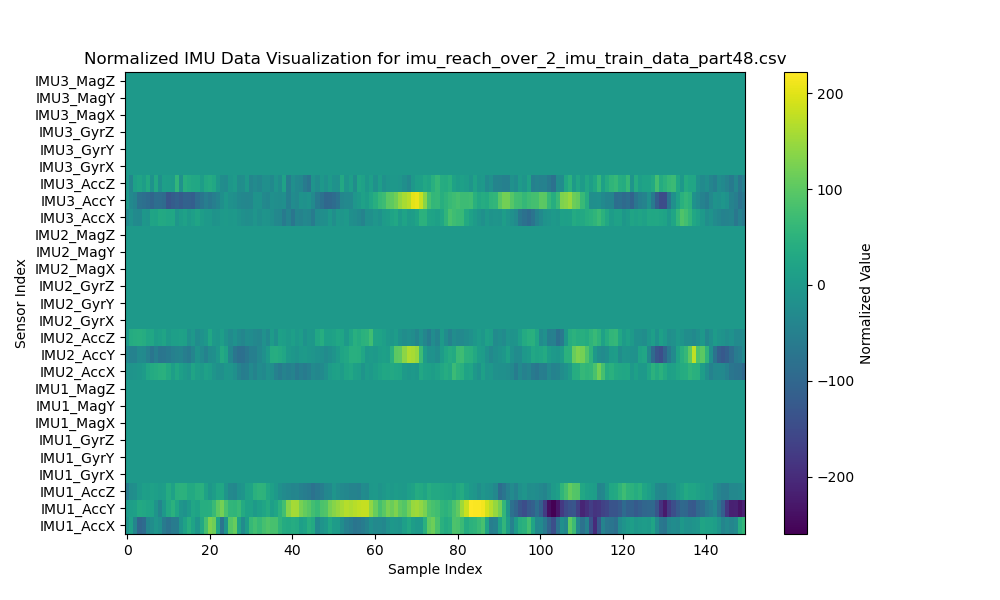 Normalized IMU Data Visualization for imu_reach_over_2_imu_train_data_part48.csv
IMU3_MagZ
IMU3_MagY
IMU3_MagX
IMU3_GyrZ
IMU3_GyrY
IMU3_GyrX
IMU3_AccZ
IMU3_AccY
IMU3_AccX
IMU2_MagZ
IMU2_MagY
IMU2_MagX
IMU2_GyrZ
IMU2_GyrY
IMU2_GyrX
IMU2_AccZ
IMU2_AccY
IMU2_AccX
IMU1_MagZ
IMU1_MagY
IMU1_MagX
IMU1_GyrZ
IMU1_GyrY
IMU1_GyrX
IMU1_AccZ
IMU1_AccY
IMU1_AccX
Sensor Index
0 20 40 60 80 100 120 140
Sample Index
200
100
0
−100
−200
Normalized Value